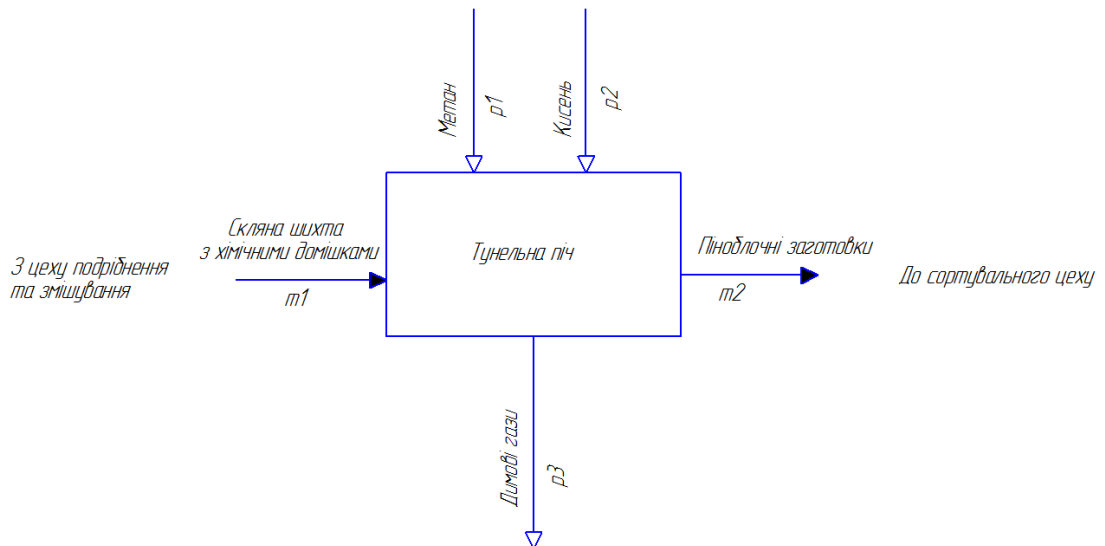 Метан
p1
Кисень
p2
Скляна шихта
з хімічними домішками
З цеху подрібнення
та змішування
m1
Тунельна піч
Піноблочні заготовки
m2
До сортувального цеху
Димові гази
p3